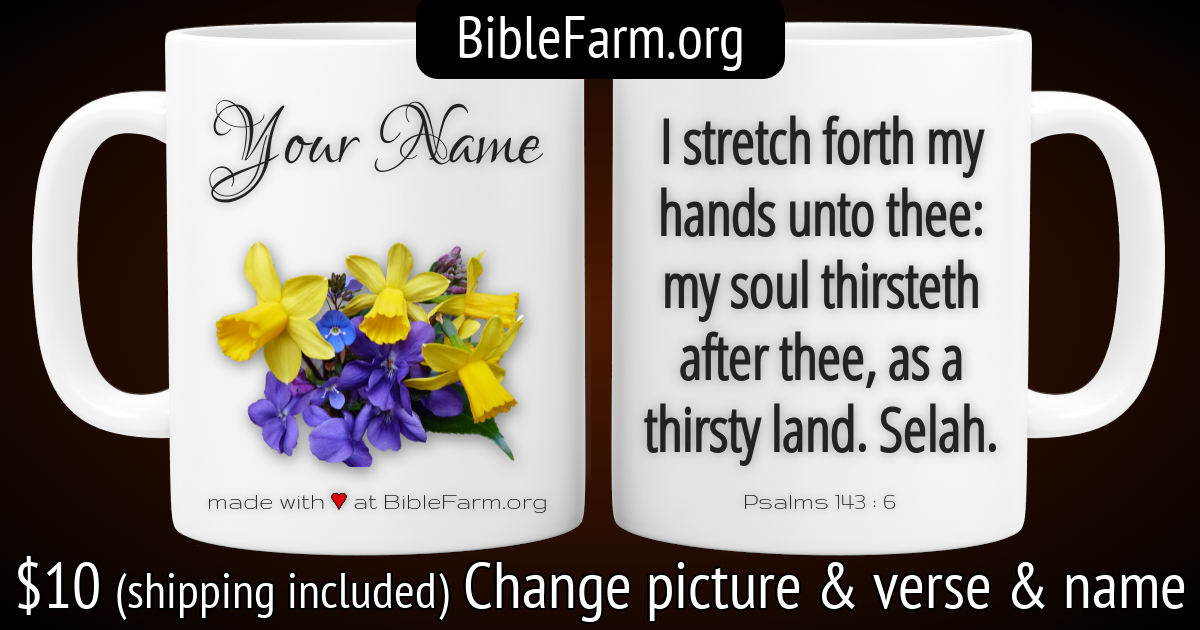 BibleFarm.org
Your Name
made with ♥ at BibleFarm.org
I stretch forth my
hands unto thee:
my soul thirsteth
after thee, as a
thirsty land. Selah.
Psalms 143 : 6
$10 (shipping included) Change picture & verse & name